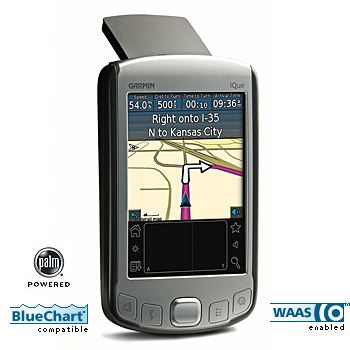 GARMIN iQue
Speed Dist to Turn Time to Turn Arrival Time
54.0 500 00:10 09:36
Right onto I-35
N to Kansas City
A 1
palm
POWERED
BlueChart
compatible
WAAS
enabled